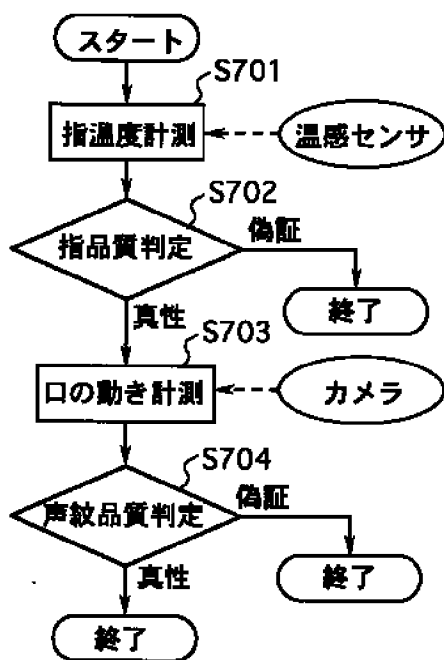 スタート
S701
指温度計測
温感センサ
S702
指品質判定
偽証
終了
真性
S703
口の動き計測
カメラ
S704
声紋品質判定
偽証
終了
真性
終了